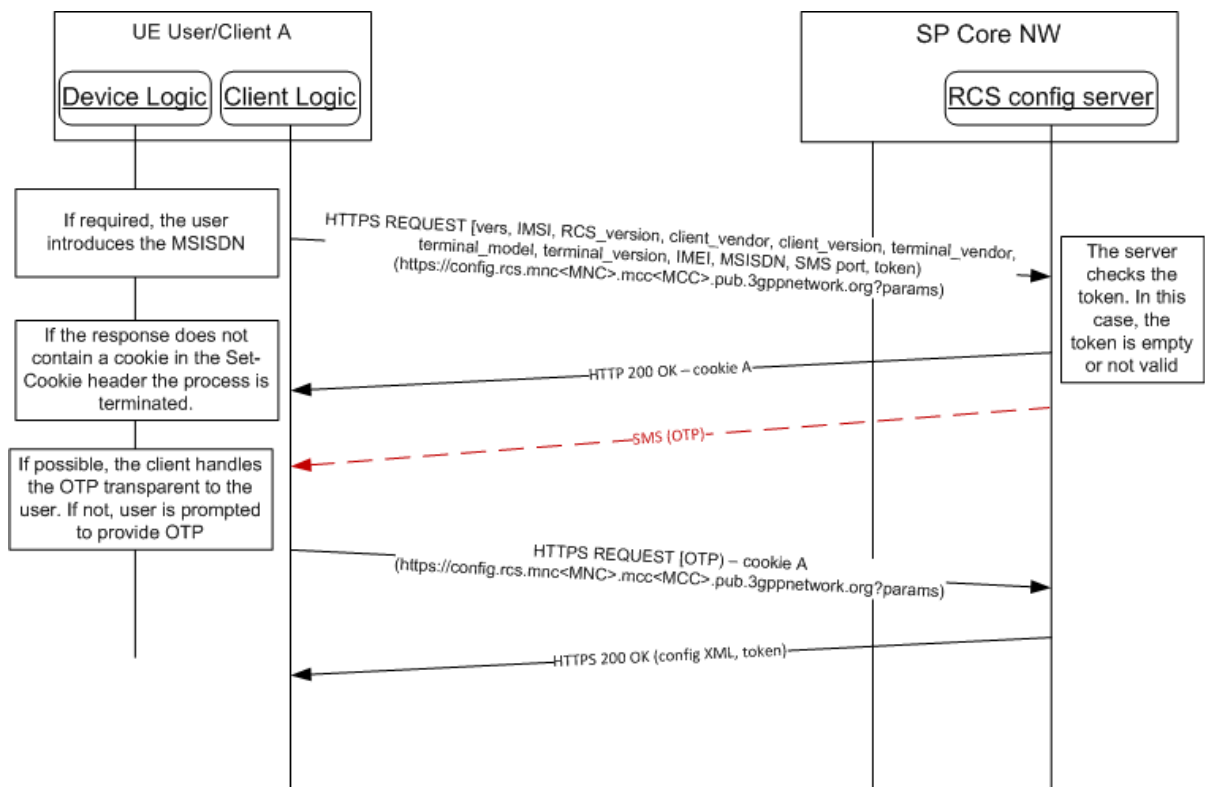 UE User/Client A
SP Core NW
Device Logic
Client Logic
RCS config server
If required, the user
introduces the MSISDN
HTTPS REQUEST [vers, IMSI, RCS_version, client_vendor, client_version, terminal_vendor,
terminal_model, terminal_version, IMEI, MSISDN, SMS port, token)
(https://config.rcs.mnc<MNC>.mcc<MCC>.pub.3gppnetwork.org?params)
The server
checks the
token. In this
case, the
token is empty
or not valid
If the response does not
contain a cookie in the Set-
Cookie header the process is
terminated.
HTTP 200 OK – cookie A
SMS (OTP)
If possible, the client handles
the OTP transparent to the
user. If not, user is prompted
to provide OTP
HTTPS REQUEST [OTP) – cookie A
(https://config.rcs.mnc<MNC>.mcc<MCC>.pub.3gppnetwork.org?params)
HTTPS 200 OK (config XML, token)